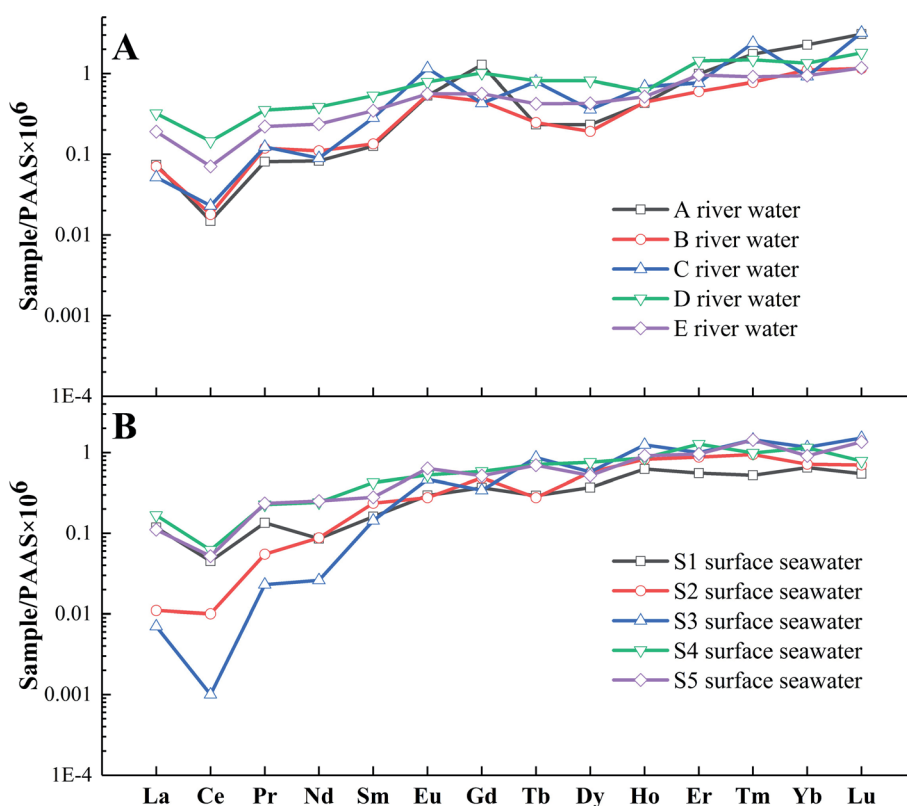 A
Sample/PAAS×10⁶
1
0.1
0.01
0.001
1E-4
A river water
B river water
C river water
D river water
E river water
B
Sample/PAAS×10⁶
1
0.1
0.01
0.001
1E-4
S1 surface seawater
S2 surface seawater
S3 surface seawater
S4 surface seawater
S5 surface seawater
La Ce Pr Nd Sm Eu Gd Tb Dy Ho Er Tm Yb Lu